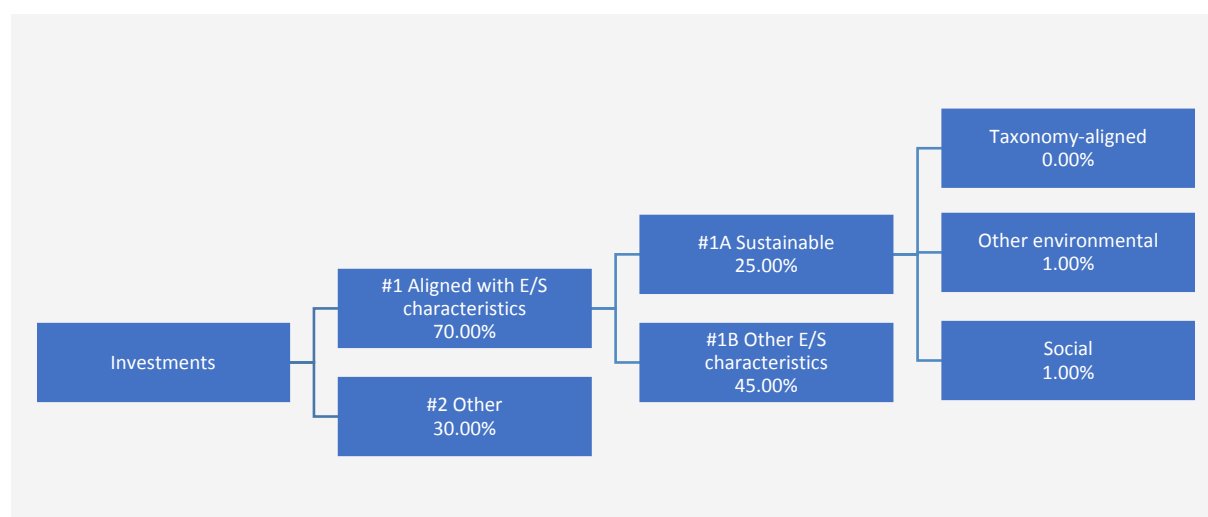 Investments
#1 Aligned with E/S
characteristics
70.00%
#2 Other
30.00%
#1A Sustainable
25.00%
#1B Other E/S
characteristics
45.00%
Taxonomy-aligned
0.00%
Other environmental
1.00%
Social
1.00%